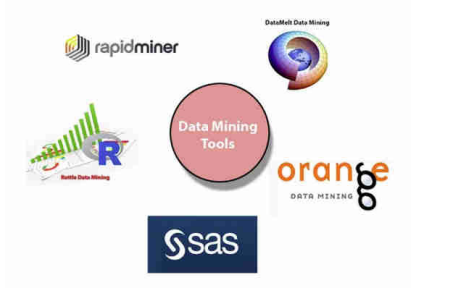 DataMelt Data Mining
rapidminer
Data Mining
Tools
R
Rattle Data Mining
orange
DATA MINING
sas